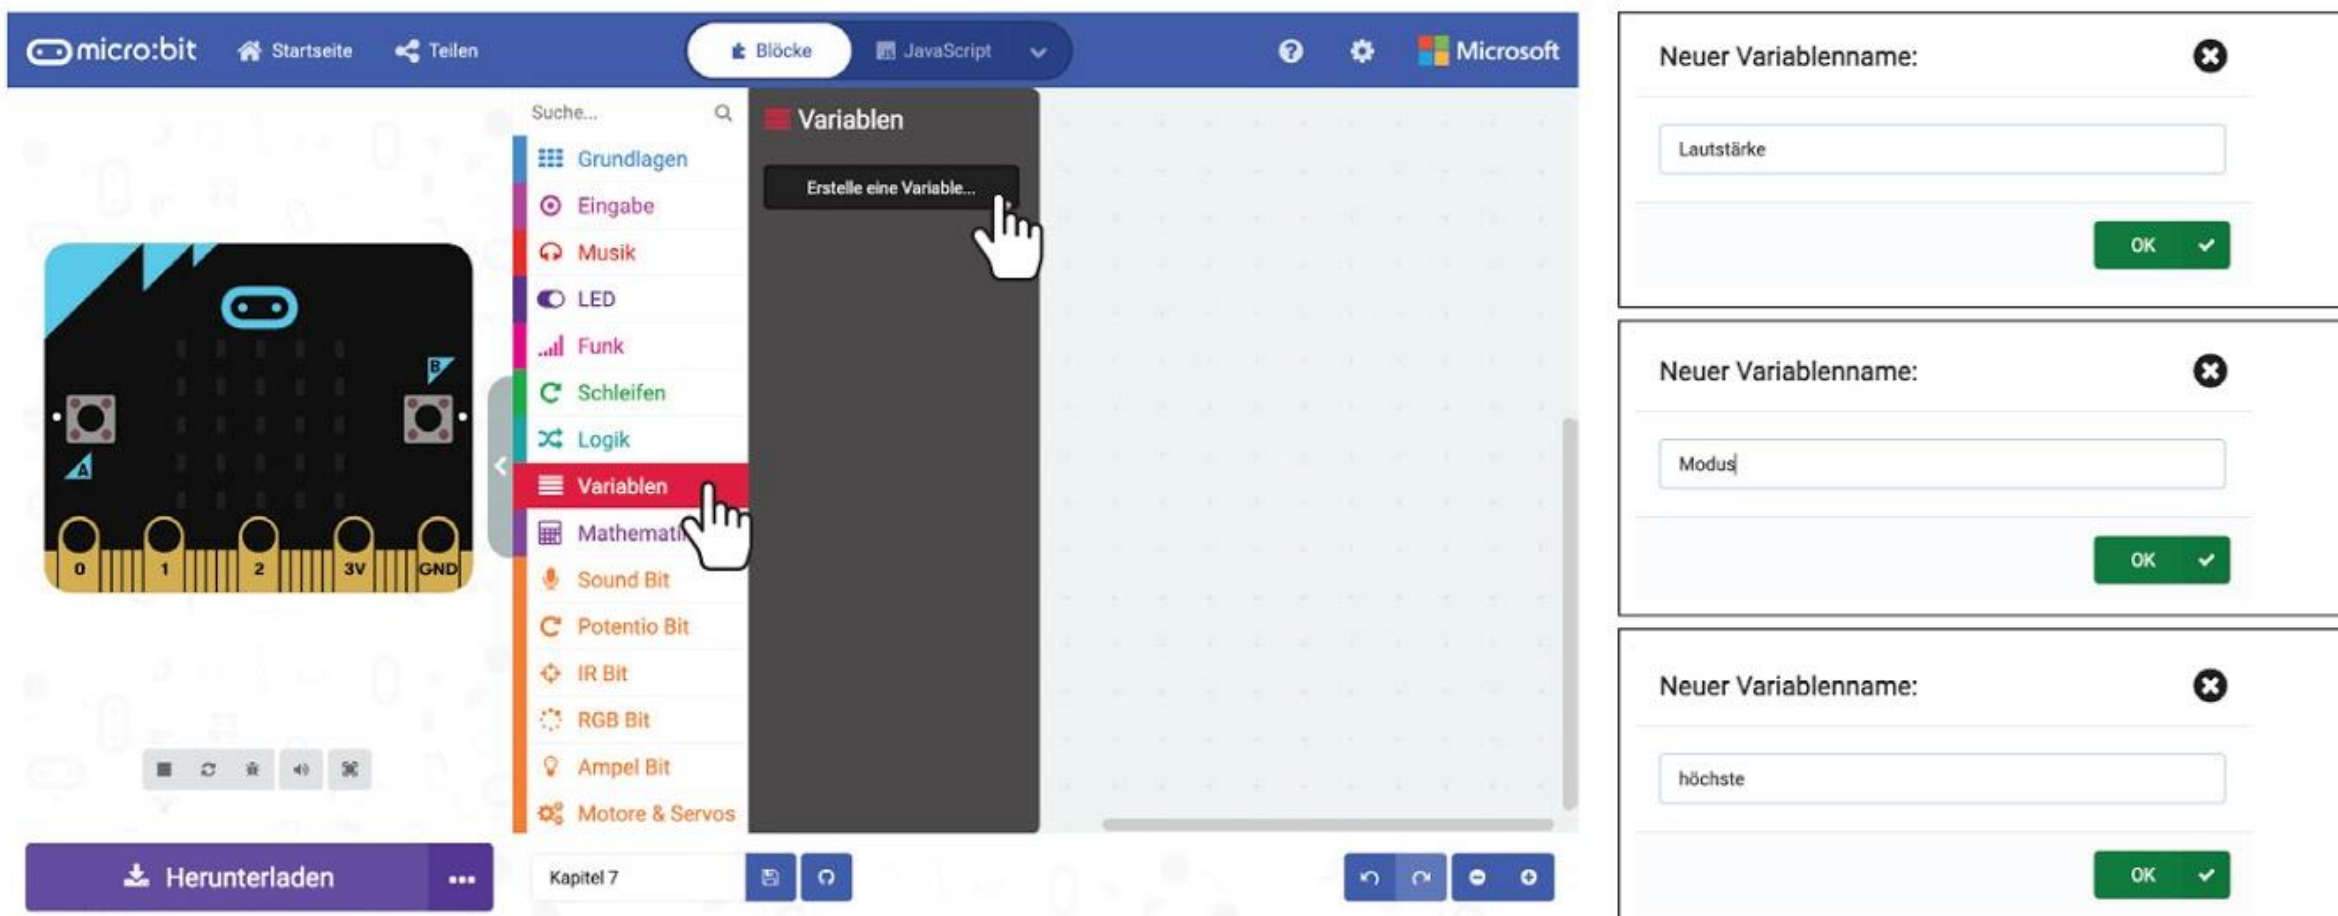 micro:bit Startseite Teilen Blöcke JavaScript Microsoft
Suche...
Grundlagen
Eingabe
Musik
LED
Funk
Schleifen
Logik
Variablen
Mathemati
Sound Bit
Potentio Bit
IR Bit
RGB Bit
Ampel Bit
Motore & Servos
Variablen
Erstelle eine Variable...
B
A
0 1 2 3V GND
Herunterladen
Kapitel 7
Neuer Variablenname:
Lautstärke
OK
Neuer Variablenname:
Modus
OK
Neuer Variablenname:
höchste
OK